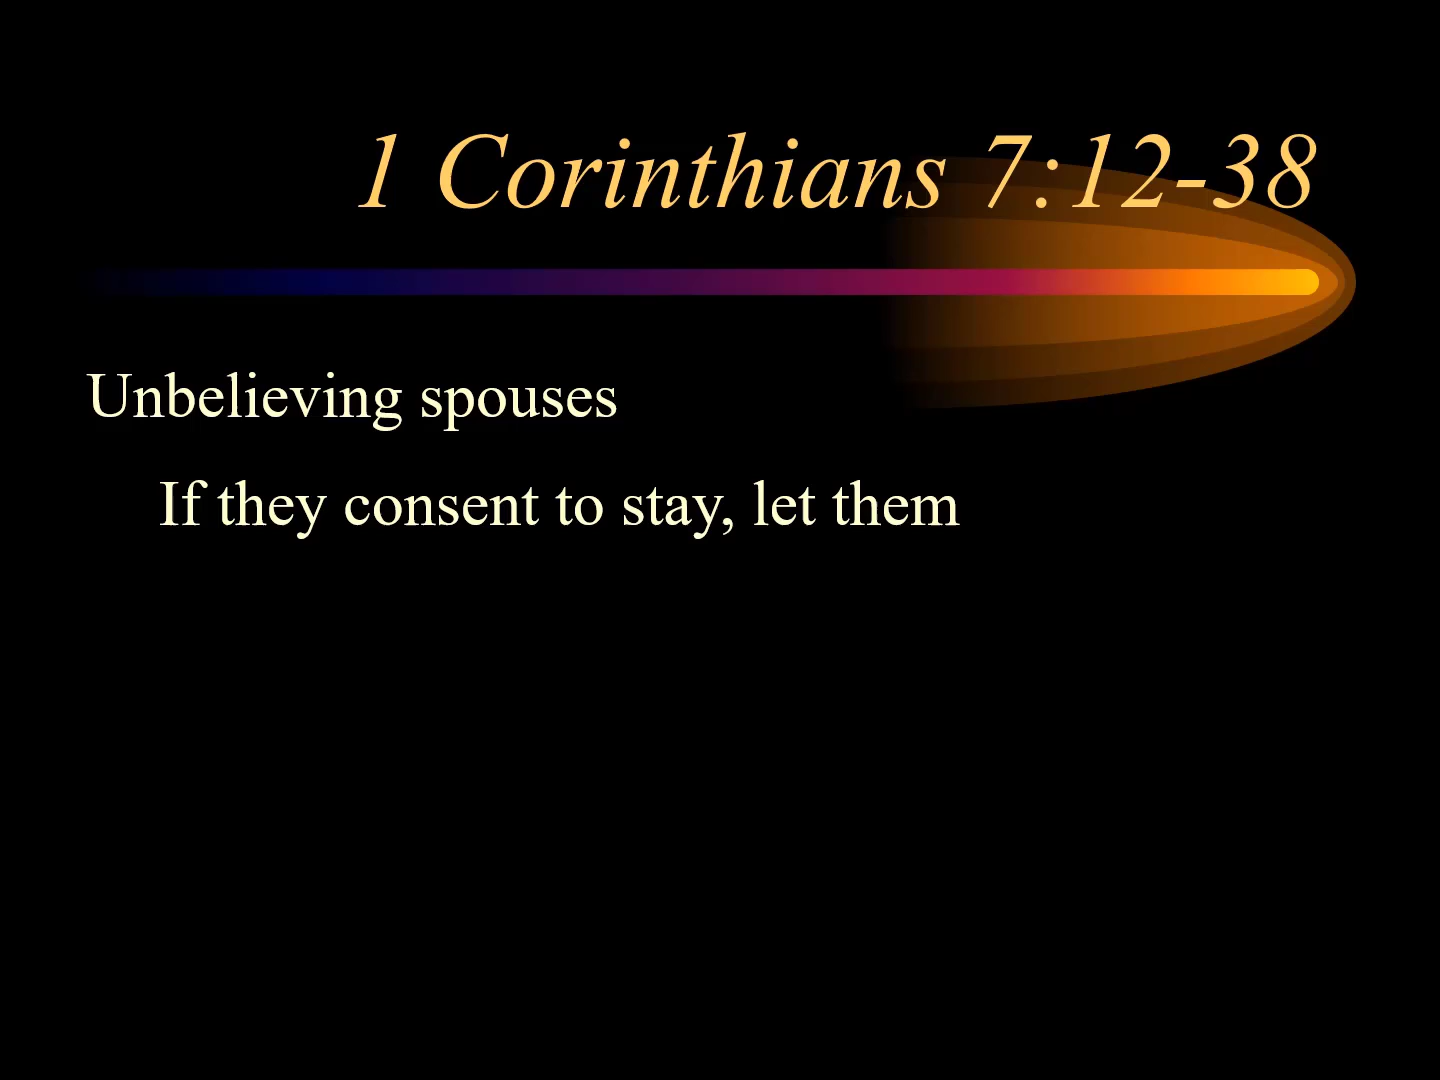 1 Corinthians 7:12-38
Unbelieving spouses
If they consent to stay, let them